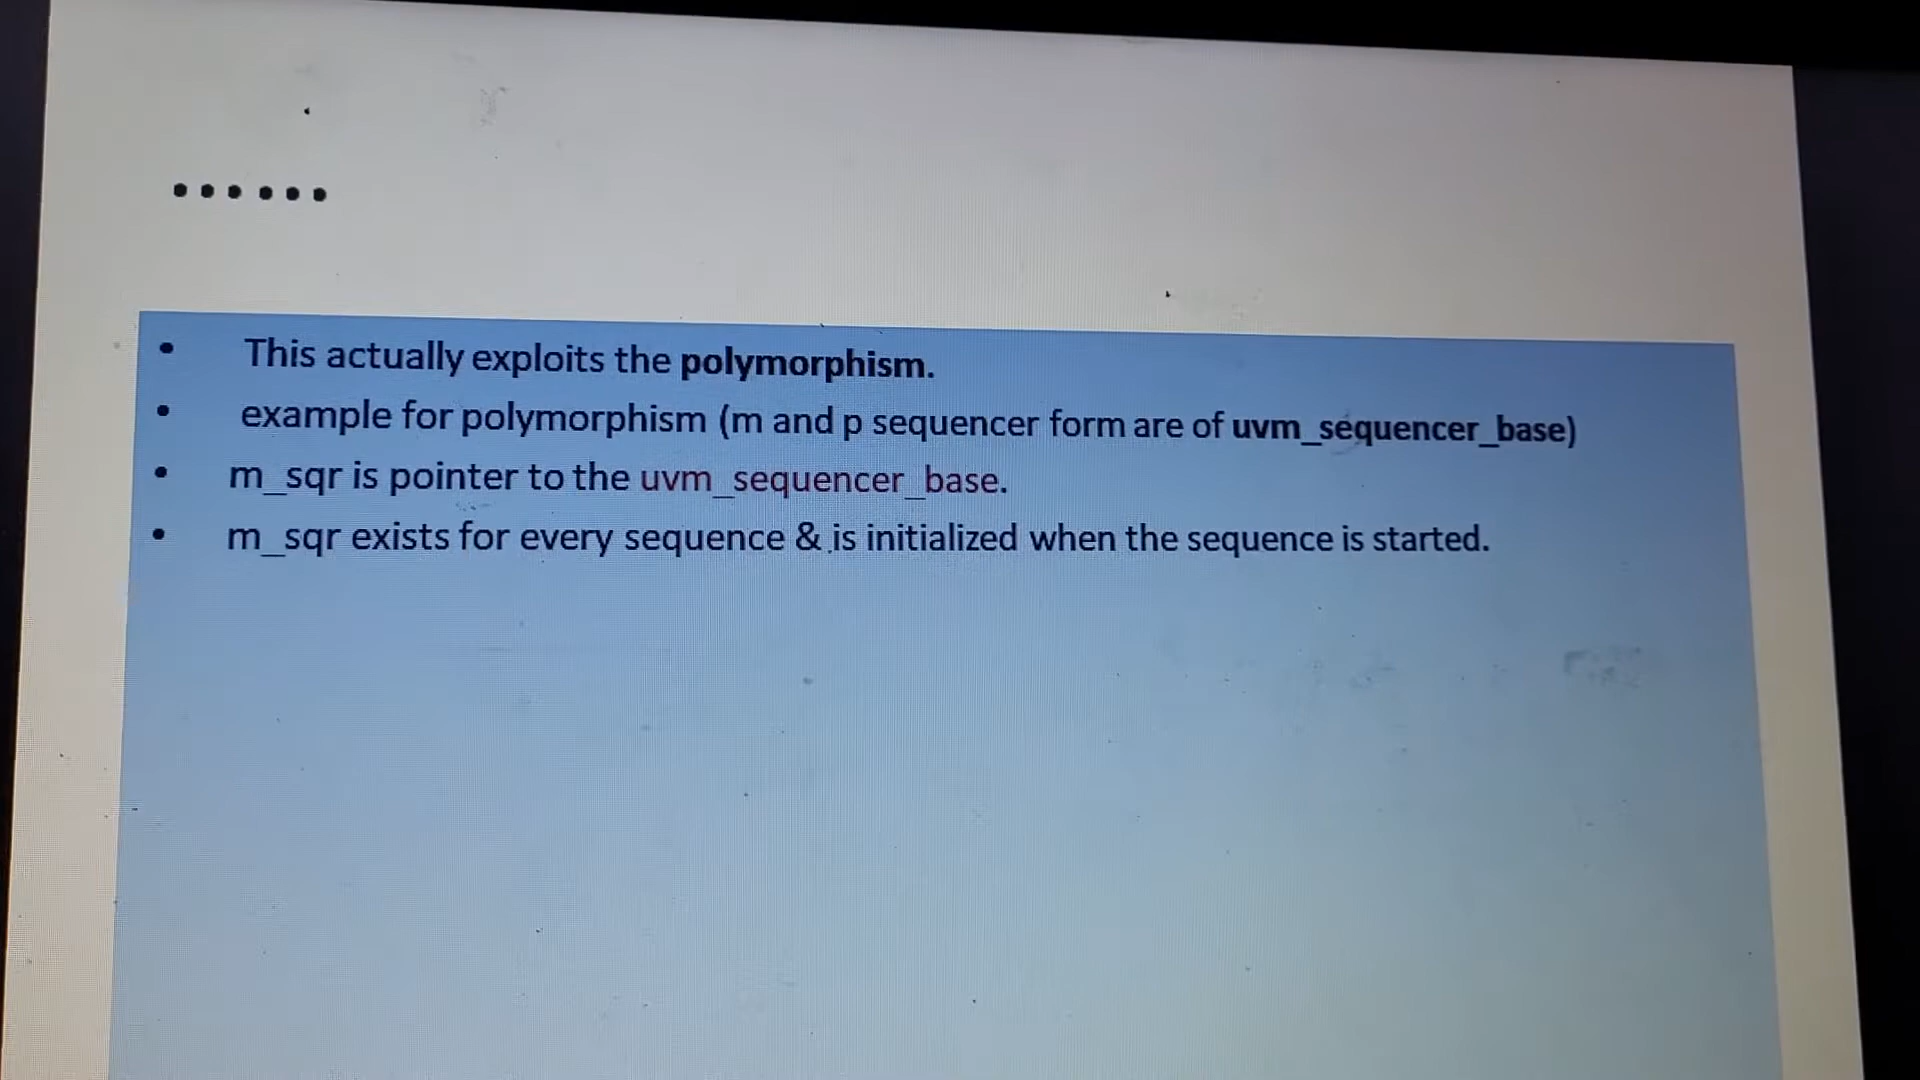 ......
• This actually exploits the polymorphism.
• example for polymorphism (m and p sequencer form are of uvm_sequencer_base)
• m_sqr is pointer to the uvm_sequencer_base.
• m_sqr exists for every sequence & is initialized when the sequence is started.